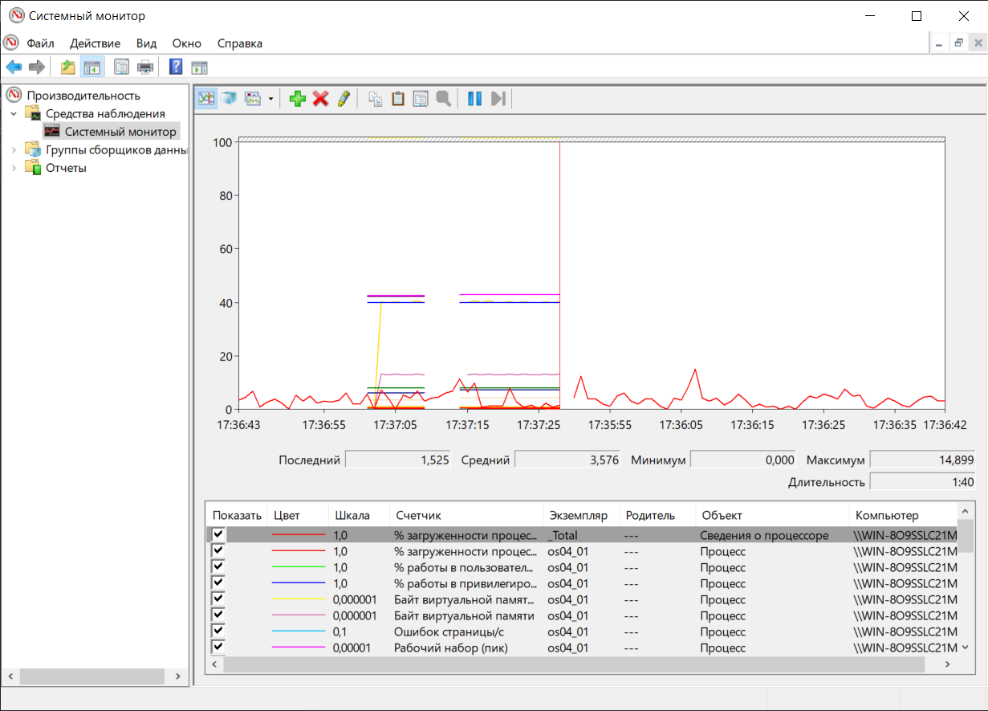 Системный монитор
Файл Действие Вид Окно Справка
Производительность
Средства наблюдения
Системный монитор
Группы сборщиков данны
Отчеты
100
80
60
40
20
0
17:36:43 17:36:55 17:37:05 17:37:15 17:37:25 17:35:55 17:36:05 17:36:15 17:36:25 17:36:35 17:36:42
Последний 1,525 Средний 3,576 Минимум 0,000 Максимум 14,899
Длительность 1:40
Показать Цвет Шкала Счетчик Экземпляр Родитель Объект Компьютер
1,0 % загруженности процес... _Total --- Сведения о процессоре \\WIN-8O9SSLC21M
1,0 % загруженности процес... os04_01 --- Процесс \\WIN-8O9SSLC21M
1,0 % работы в пользовател... os04_01 --- Процесс \\WIN-8O9SSLC21M
1,0 % работы в привилегиро... os04_01 --- Процесс \\WIN-8O9SSLC21M
0,000001 Байт виртуальной памят... os04_01 --- Процесс \\WIN-8O9SSLC21M
0,000001 Байт виртуальной памяти os04_01 --- Процесс \\WIN-8O9SSLC21M
0,1 Ошибок страницы/с os04_01 --- Процесс \\WIN-8O9SSLC21M
0,00001 Рабочий набор (пик) os04_01 --- Процесс \\WIN-8O9SSLC21M